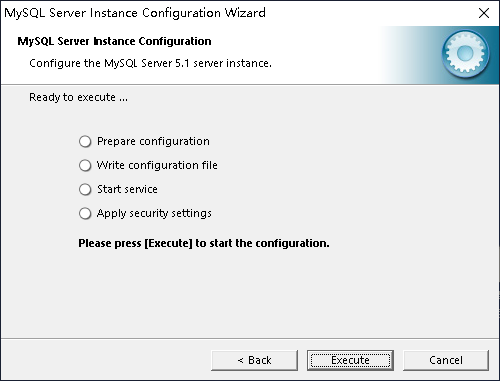 MySQL Server Instance Configuration Wizard
MySQL Server Instance Configuration
Configure the MySQL Server 5.1 server instance.
Ready to execute ...
Prepare configuration
Write configuration file
Start service
Apply security settings
Please press [Execute] to start the configuration.
< Back
Execute
Cancel